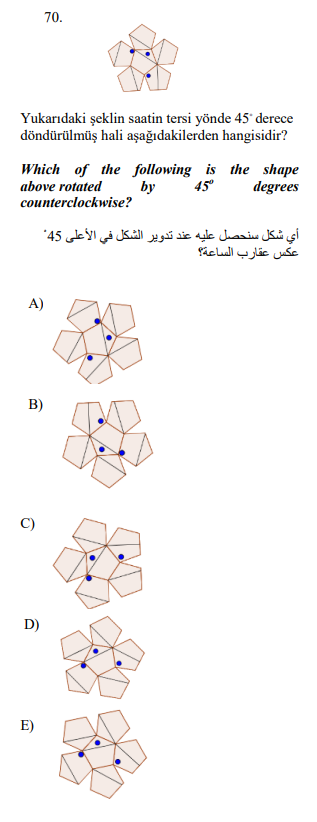 70.
Yukarıdaki şeklin saatin tersi yönde 45° derece
döndürülmüş hali aşağıdakilerden hangisidir?
Which of the following is the shape
above rotated by 45° degrees
counterclockwise?
أي شكل سنحصل عليه عند تدوير الشكل في الأعلى 45°
عكس عقارب الساعة؟
A)
B)
C)
D)
E)